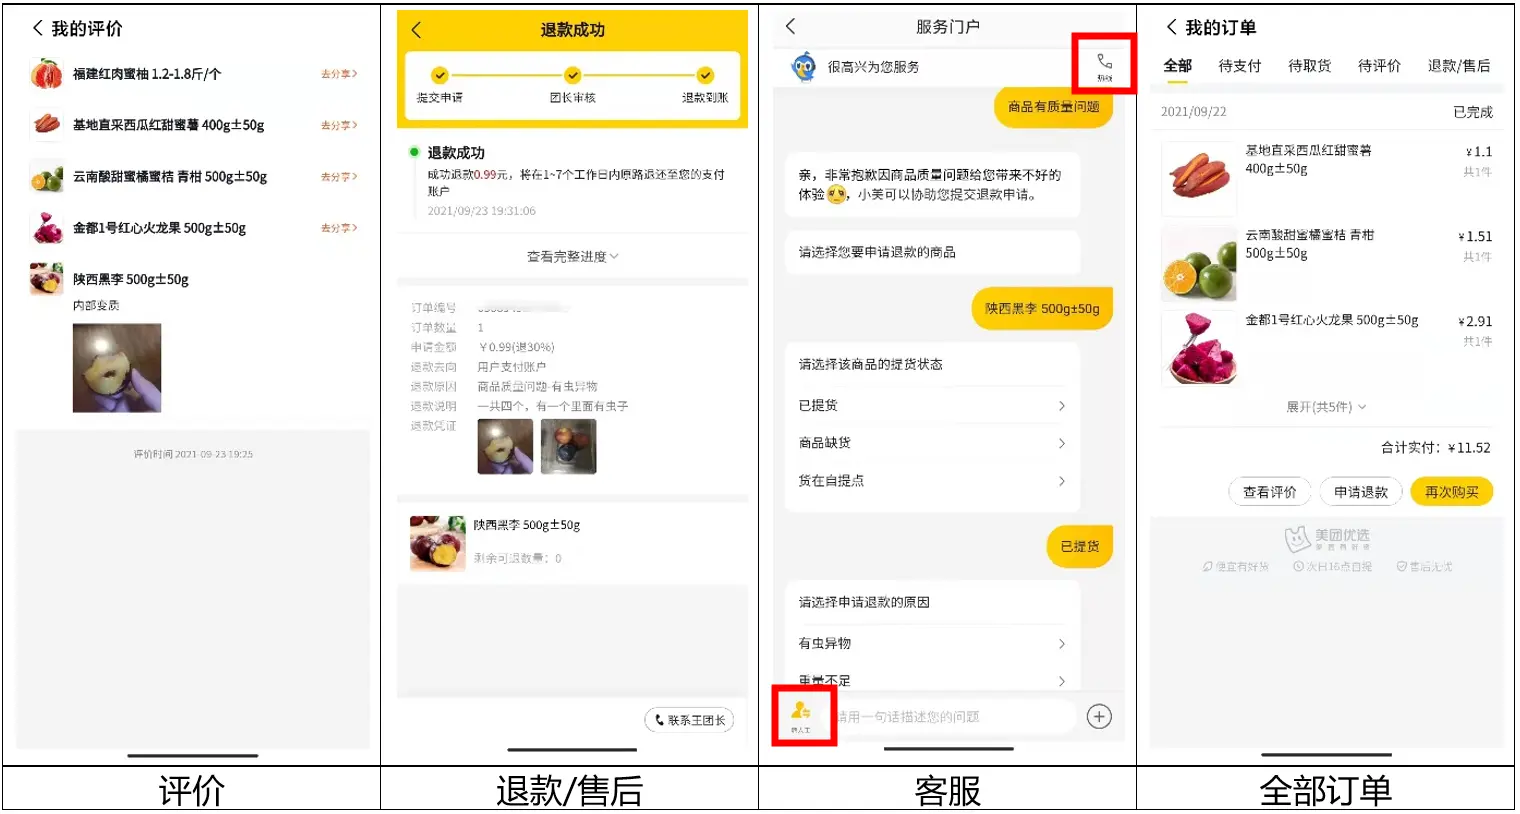 我的评价
福建红肉蜜柚 1.2-1.8斤/个
去分享
基地直采西瓜红甜蜜薯 400g±50g
去分享
云南酸甜蜜橘蜜桔 青柑 500g±50g
去分享
金都1号红心火龙果 500g±50g
去分享
陕西黑李 500g±50g
内部变质
评价时间 2021-09-23 19:25
评价
退款成功
提交申请 团长审核 退款到账
退款成功
成功退款0.99元，将在1~7个工作日内原路退还至您的支付
账户
2021/09/23 19:31:06
查看完整进度
订单编号
订单数量 1
申请金额 ￥0.99(退30%)
退款去向 用户支付账户
退款原因 商品质量问题-有虫异物
退款说明 一共四个，有一个里面有虫子
退款凭证
陕西黑李 500g±50g
剩余可退数量：0
联系王团长
退款/售后
服务门户
很高兴为您服务
热线
商品有质量问题
亲，非常抱歉因商品质量问题给您带来不好的
体验，小美可以协助您提交退款申请。
请选择您要申请退款的商品
陕西黑李 500g±50g
请选择该商品的提货状态
已提货
商品缺货
货在自提点
已提货
请选择申请退款的原因
有虫异物
重量不足
转人工
请用一句话描述您的问题
客服
我的订单
全部 待支付 待取货 待评价 退款/售后
2021/09/22 已完成
基地直采西瓜红甜蜜薯
400g±50g
¥1.1
共1件
云南酸甜蜜橘蜜桔 青柑
500g±50g
¥1.51
共1件
金都1号红心火龙果 500g±50g
¥2.91
共1件
展开(共5件)
合计实付：¥11.52
查看评价 申请退款 再次购买
美团优选
便宜有好货 次日16点自提 售后无忧
全部订单